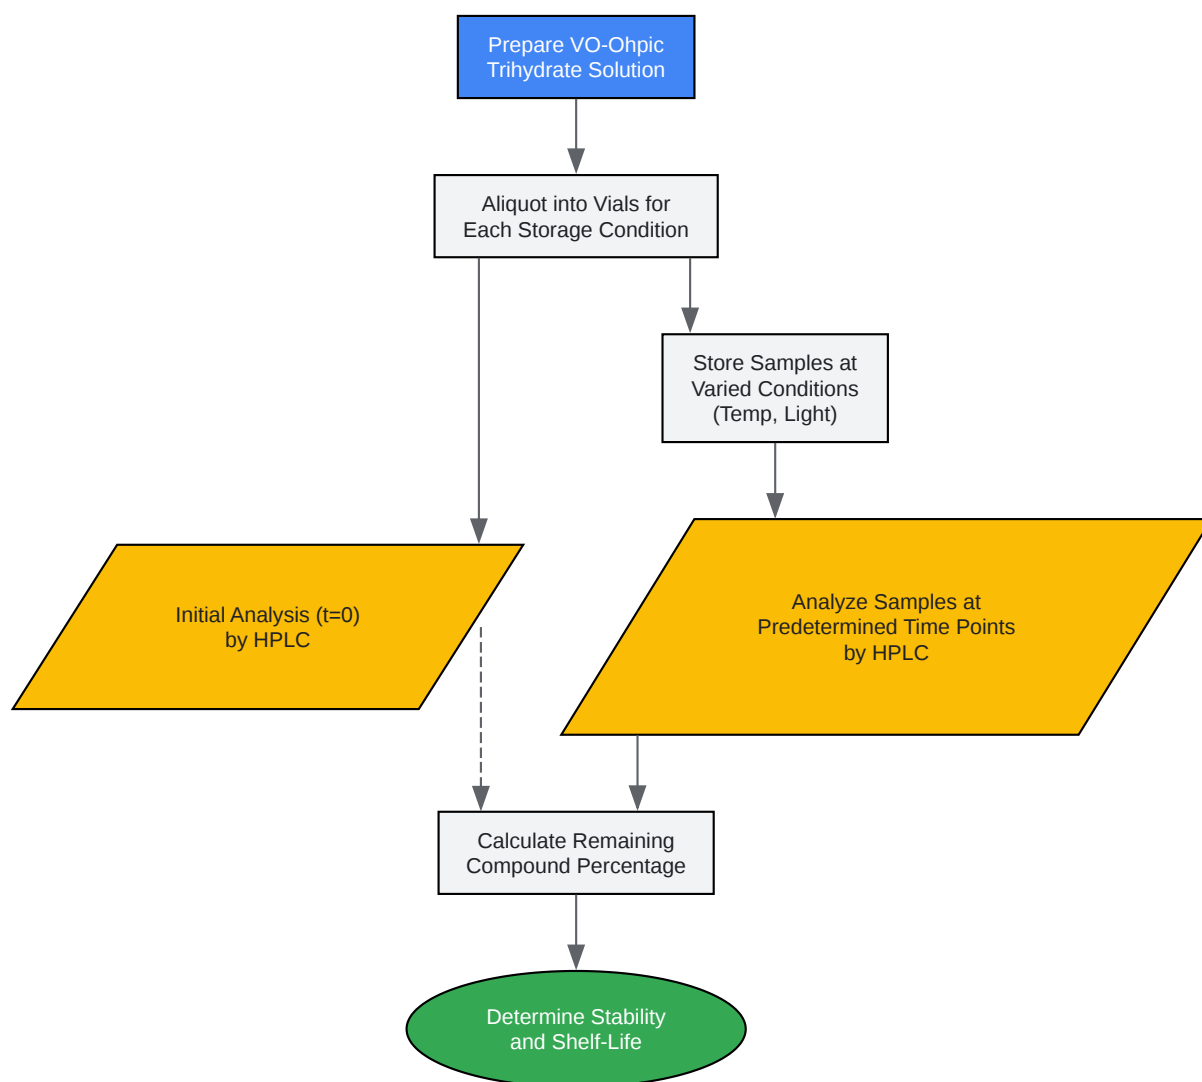 Prepare VO-Ohpic
Trihydrate Solution
Aliquot into Vials for
Each Storage Condition
Store Samples at
Varied Conditions
(Temp, Light)
Initial Analysis (t=0)
by HPLC
Analyze Samples at
Predetermined Time Points
by HPLC
Calculate Remaining
Compound Percentage
Determine Stability
and Shelf-Life